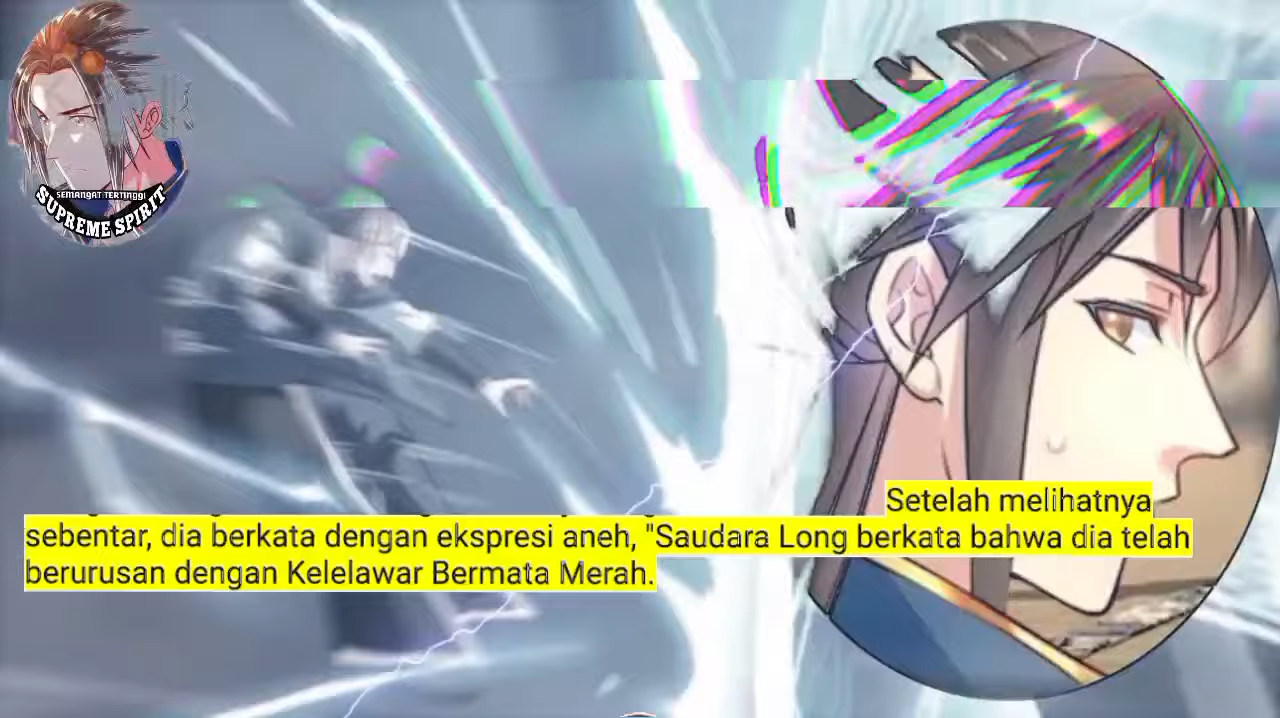 SEMANGAT TERTINGGI
SUPREME SPIRIT
Setelah melihatnya
sebentar, dia berkata dengan ekspresi aneh, "Saudara Long berkata bahwa dia telah
berurusan dengan Kelelawar Bermata Merah.